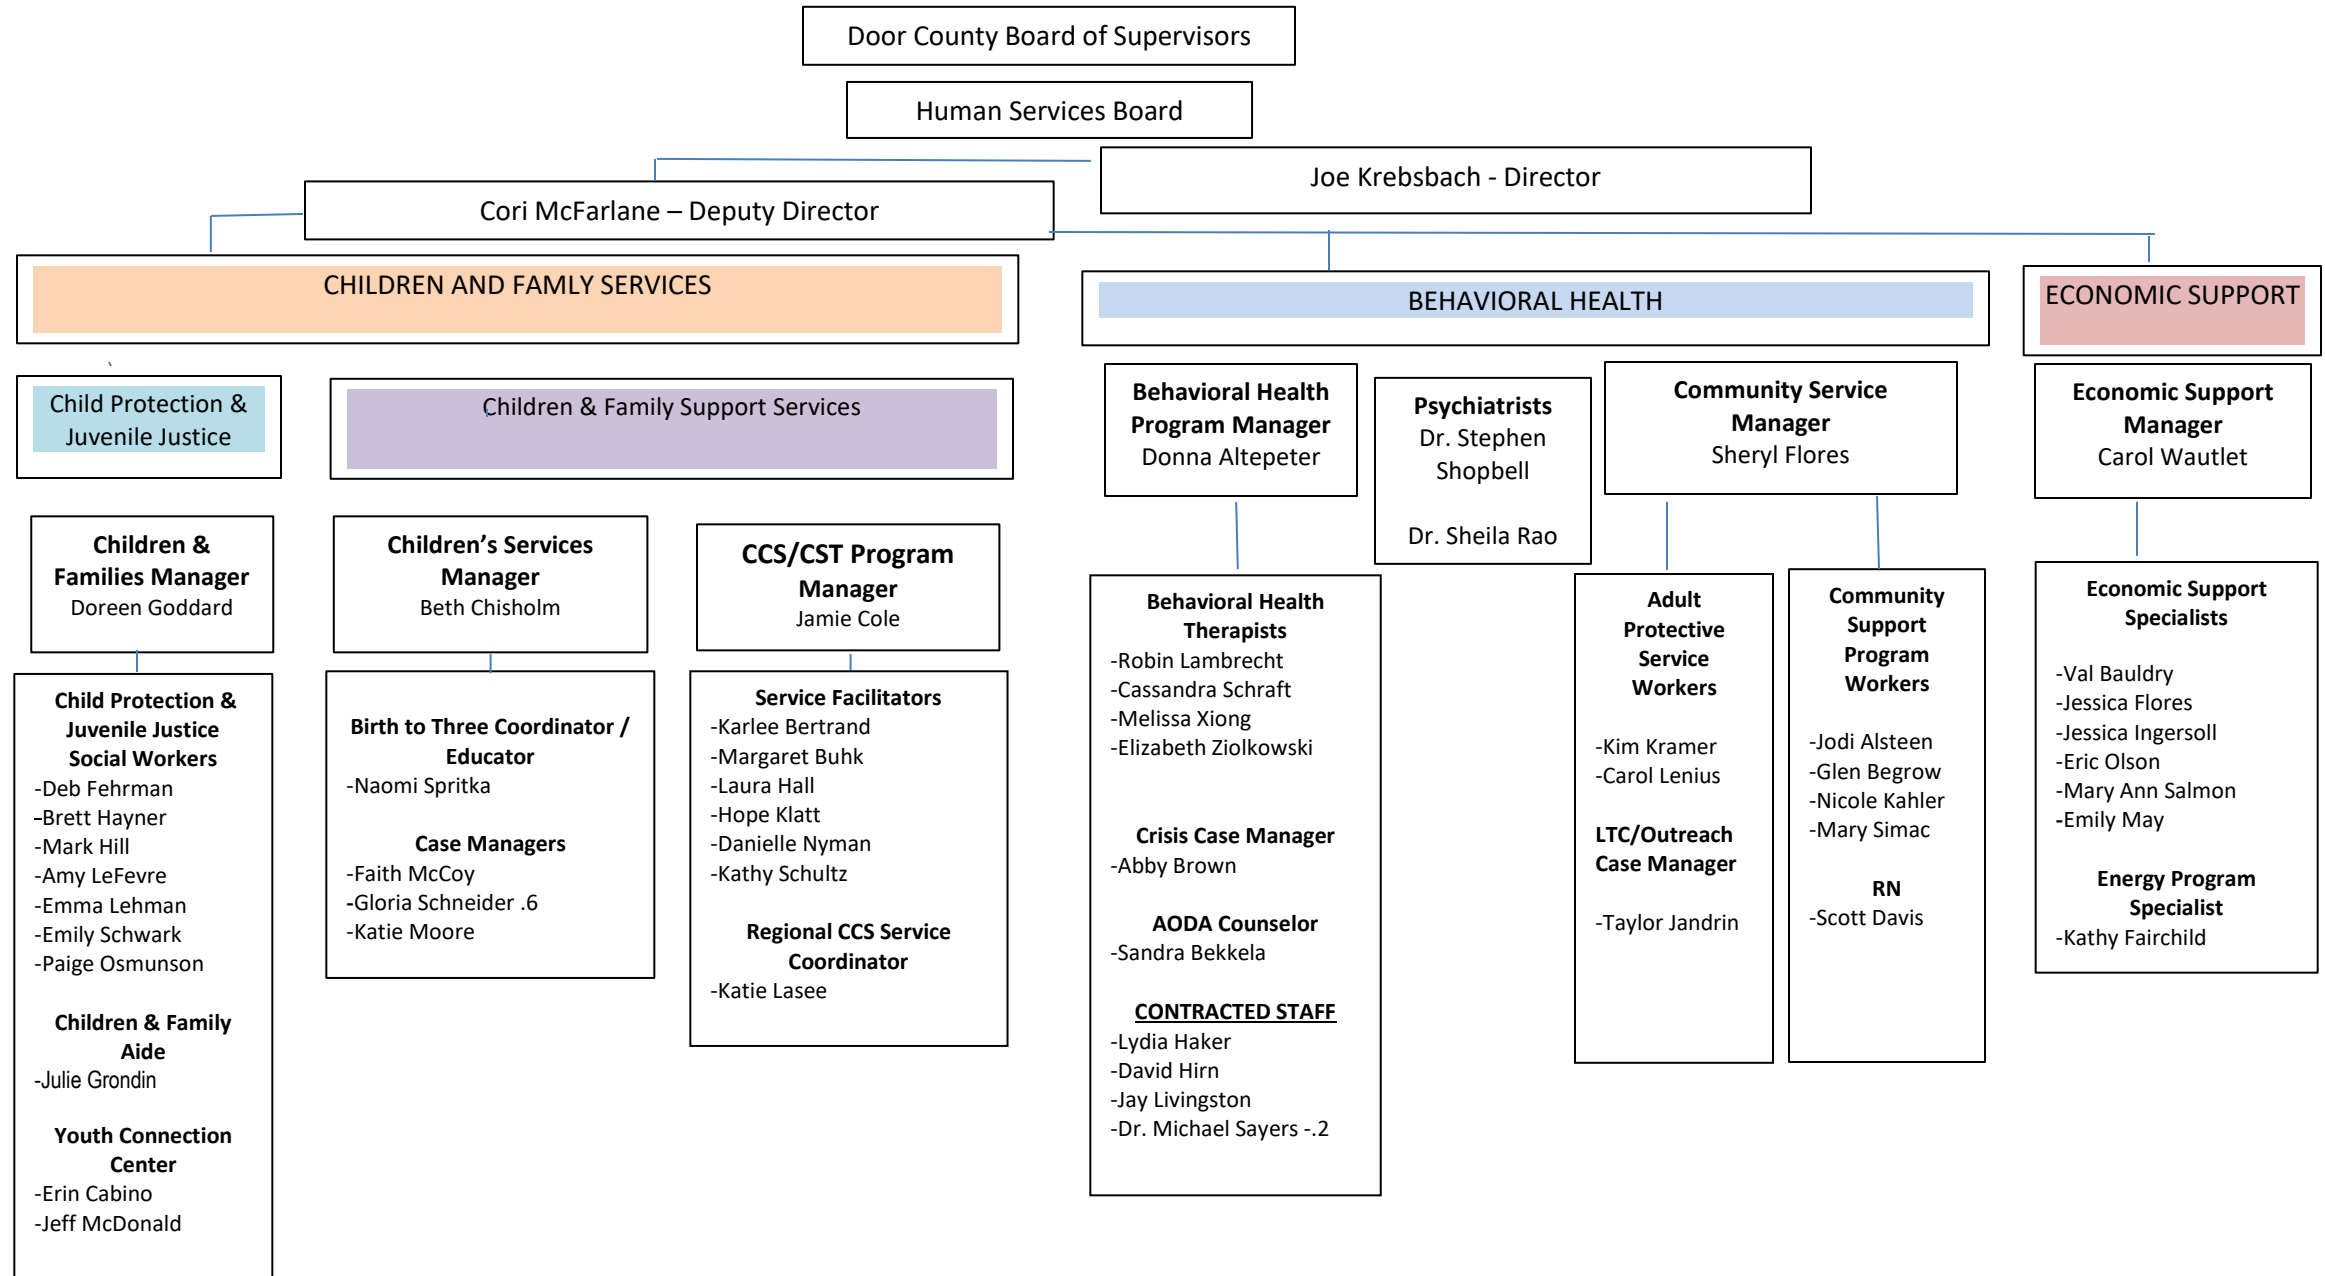 Door County Board of Supervisors
Human Services Board
Joe Krebsbach - Director
Cori McFarlane – Deputy Director
CHILDREN AND FAMLY SERVICES
BEHAVIORAL HEALTH
ECONOMIC SUPPORT
Child Protection &
Juvenile Justice
Children & Family Support Services
Behavioral Health
Program Manager
Donna Altepeter
Psychiatrists
Dr. Stephen
Shopbell
Dr. Sheila Rao
Community Service
Manager
Sheryl Flores
Economic Support
Manager
Carol Wautlet
Children &
Families Manager
Doreen Goddard
Children’s Services
Manager
Beth Chisholm
CCS/CST Program
Manager
Jamie Cole
Child Protection &
Juvenile Justice
Social Workers
-Deb Fehrman
-Brett Hayner
-Mark Hill
-Amy LeFevre
-Emma Lehman
-Emily Schwark
-Paige Osmunson
Children & Family
Aide
-Julie Grondin
Youth Connection
Center
-Erin Cabino
-Jeff McDonald
Birth to Three Coordinator /
Educator
-Naomi Spritka
Case Managers
-Faith McCoy
-Gloria Schneider .6
-Katie Moore
Service Facilitators
-Karlee Bertrand
-Margaret Buhk
-Laura Hall
-Hope Klatt
-Danielle Nyman
-Kathy Schultz
Regional CCS Service
Coordinator
-Katie Lasee
Behavioral Health
Therapists
-Robin Lambrecht
-Cassandra Schraft
-Melissa Xiong
-Elizabeth Ziolkowski
Crisis Case Manager
-Abby Brown
AODA Counselor
-Sandra Bekkela
CONTRACTED STAFF
-Lydia Haker
-David Hirn
-Jay Livingston
-Dr. Michael Sayers -.2
Adult
Protective
Service
Workers
-Kim Kramer
-Carol Lenius
LTC/Outreach
Case Manager
-Taylor Jandrin
Community
Support
Program
Workers
-Jodi Alsteen
-Glen Begrow
-Nicole Kahler
-Mary Simac
RN
-Scott Davis
Economic Support
Specialists
-Val Bauldry
-Jessica Flores
-Jessica Ingersoll
-Eric Olson
-Mary Ann Salmon
-Emily May
Energy Program
Specialist
-Kathy Fairchild